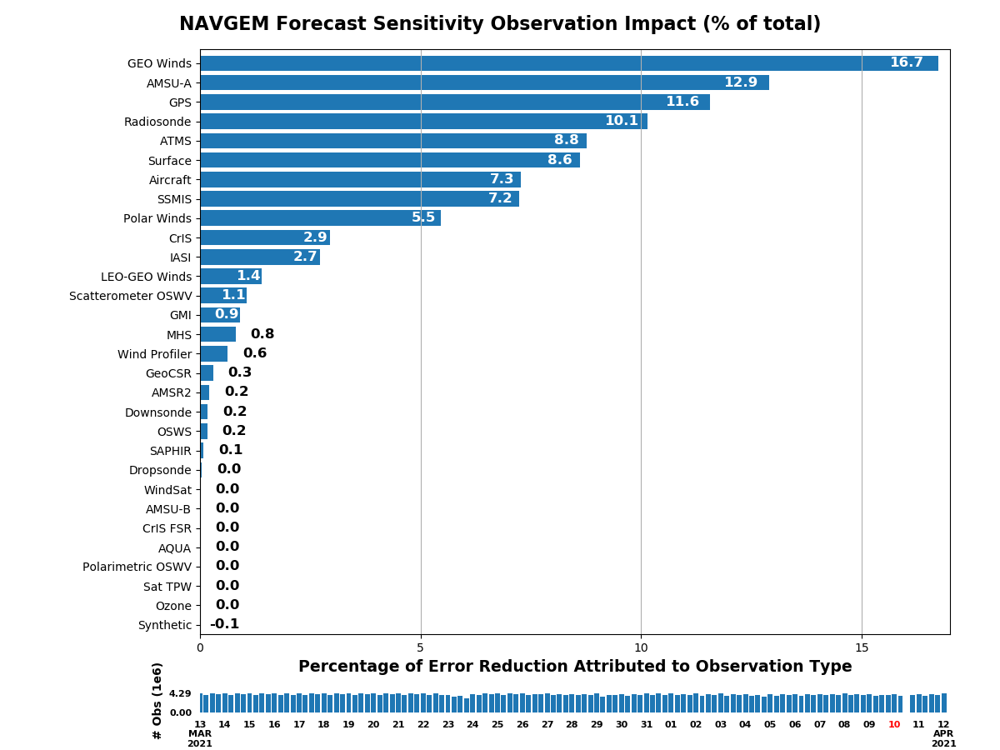 NAVGEM Forecast Sensitivity Observation Impact (% of total)
GEO Winds 16.7
AMSU-A 12.9
GPS 11.6
Radiosonde 10.1
ATMS 8.8
Surface 8.6
Aircraft 7.3
SSMIS 7.2
Polar Winds 5.5
CrIS 2.9
IASI 2.7
LEO-GEO Winds 1.4
Scatterometer OSWV 1.1
GMI 0.9
MHS 0.8
Wind Profiler 0.6
GeoCSR 0.3
AMSR2 0.2
Downsonde 0.2
OSWS 0.2
SAPHIR 0.1
Dropsonde 0.0
WindSat 0.0
AMSU-B 0.0
CrIS FSR 0.0
AQUA 0.0
Polarimetric OSWV 0.0
Sat TPW 0.0
Ozone 0.0
Synthetic -0.1
0 5 10 15
Percentage of Error Reduction Attributed to Observation Type
# Obs (1e6)
4.29
0.00
13 14 15 16 17 18 19 20 21 22 23 24 25 26 27 28 29 30 31 01 02 03 04 05 06 07 08 09 10 11 12
MAR APR
2021 2021